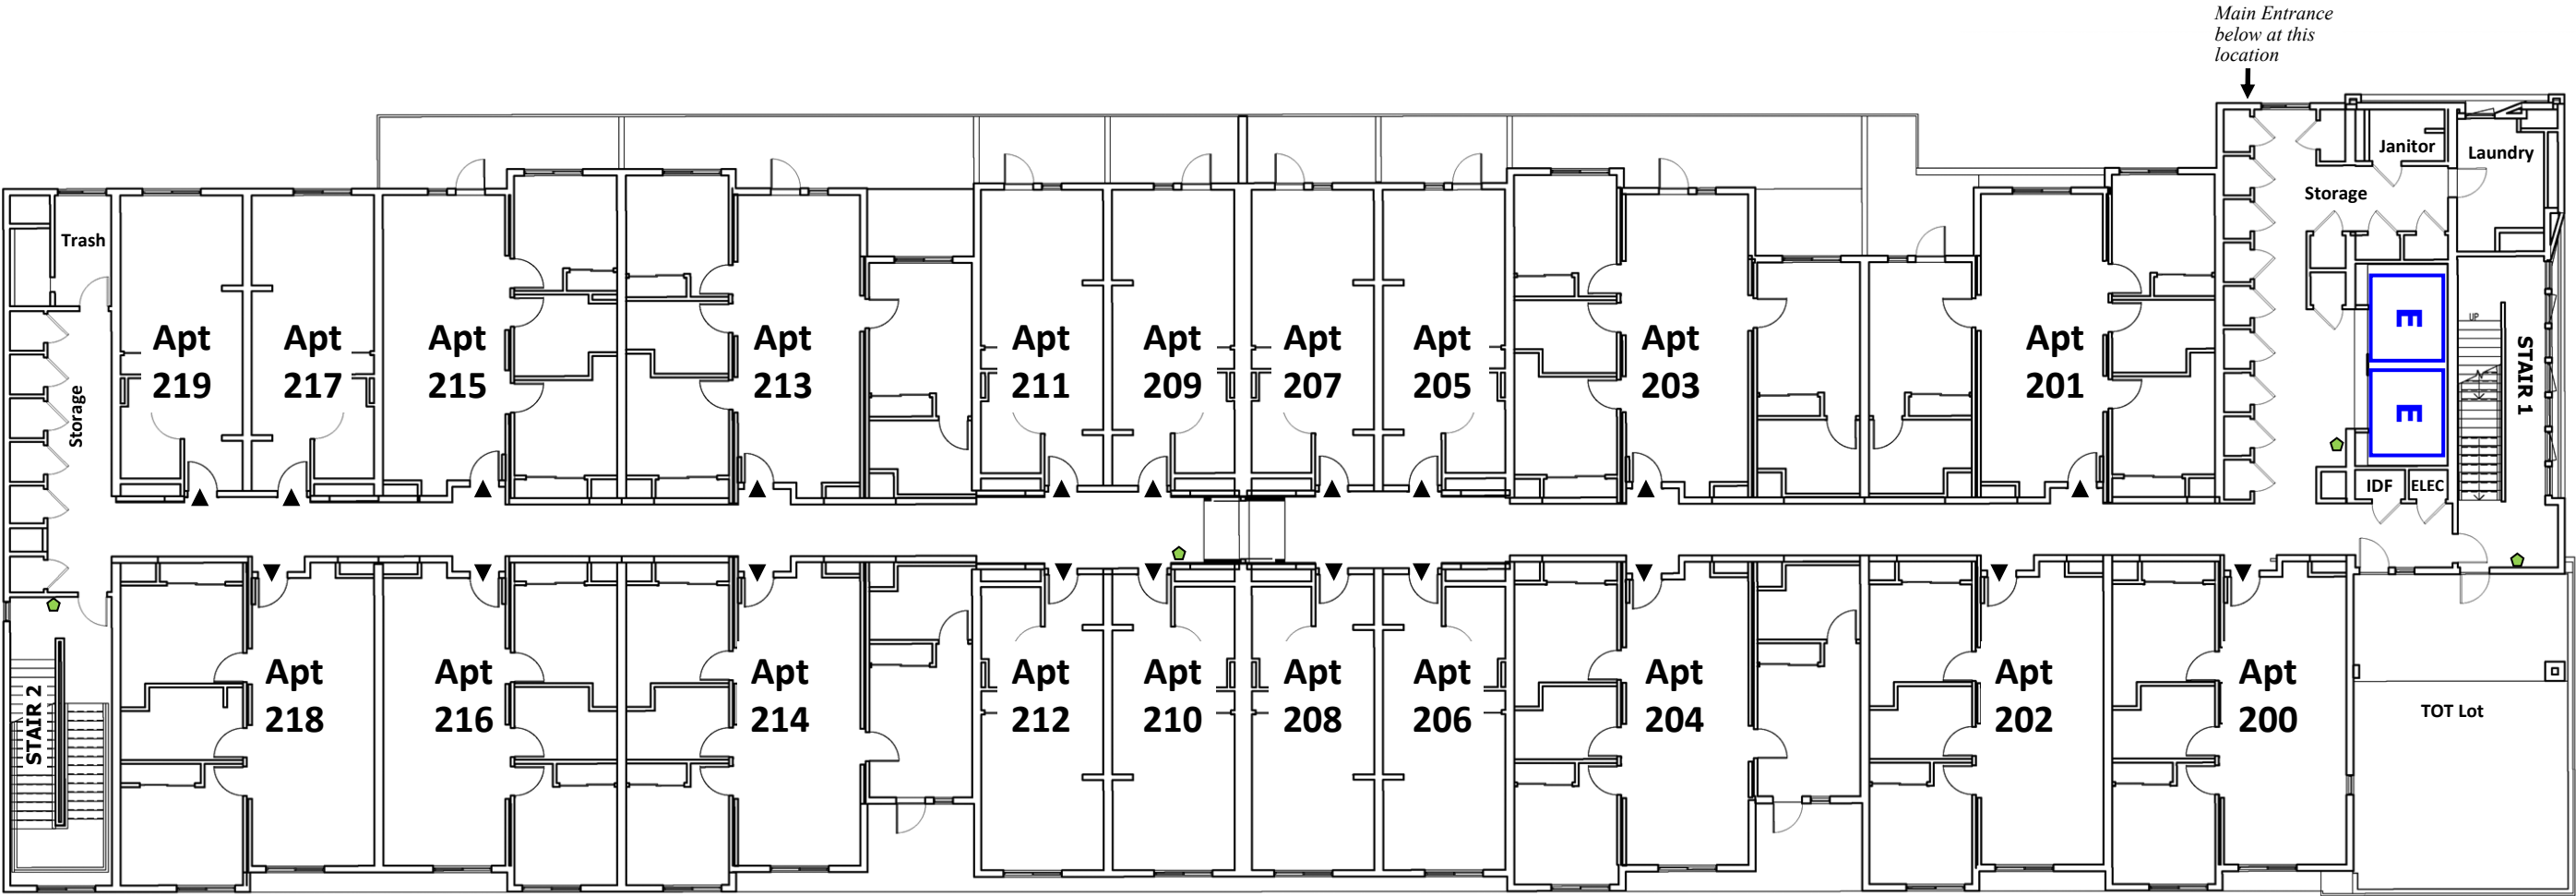 Main Entrance
below at this
location
Janitor
Laundry
Storage
Trash
Apt
219
Apt
217
Apt
215
Apt
213
Apt
211
Apt
209
Apt
207
Apt
205
Apt
203
Apt
201
E
E
UP
STAIR 1
Storage
IDF
ELEC
STAIR 2
Apt
218
Apt
216
Apt
214
Apt
212
Apt
210
Apt
208
Apt
206
Apt
204
Apt
202
Apt
200
TOT Lot